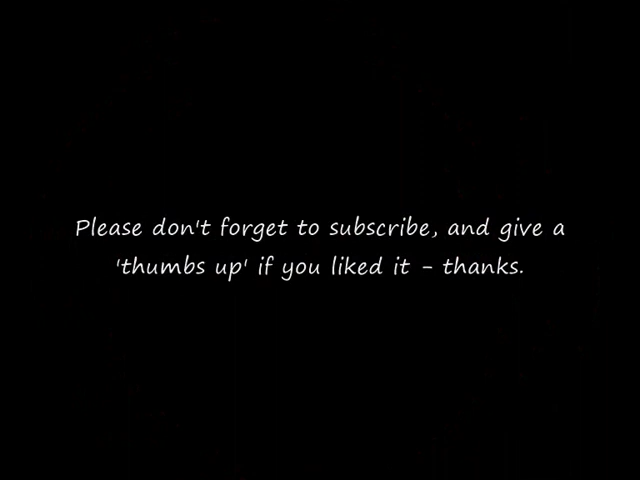 Please don't forget to subscribe, and give a
'thumbs up' if you liked it - thanks.